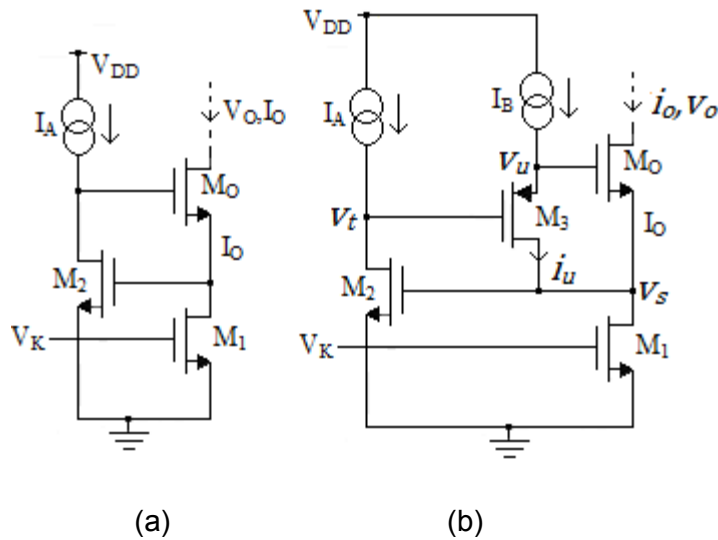 V_DD
I_A
V_O,I_O
M_O
I_O
M_2
V_K
M_1
(a)
V_DD
I_A
I_B
i_o,v_o
v_u
M_O
v_t
M_3
I_O
i_u
M_2
v_s
V_K
M_1
(b)